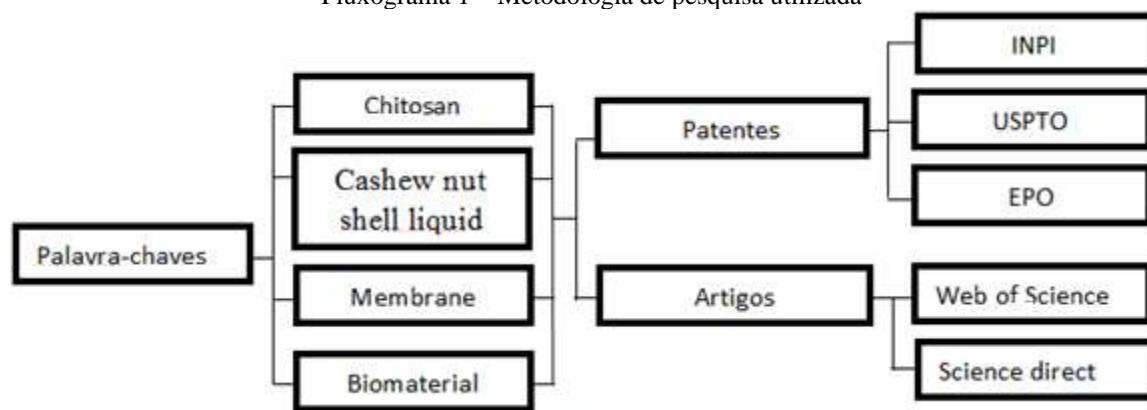 Fluxograma 1 – Metodologia de pesquisa utilizada
Palavra-chaves
Chitosan
Cashew nut
shell liquid
Membrane
Biomaterial
Patentes
Artigos
INPI
USPTO
EPO
Web of Science
Science direct